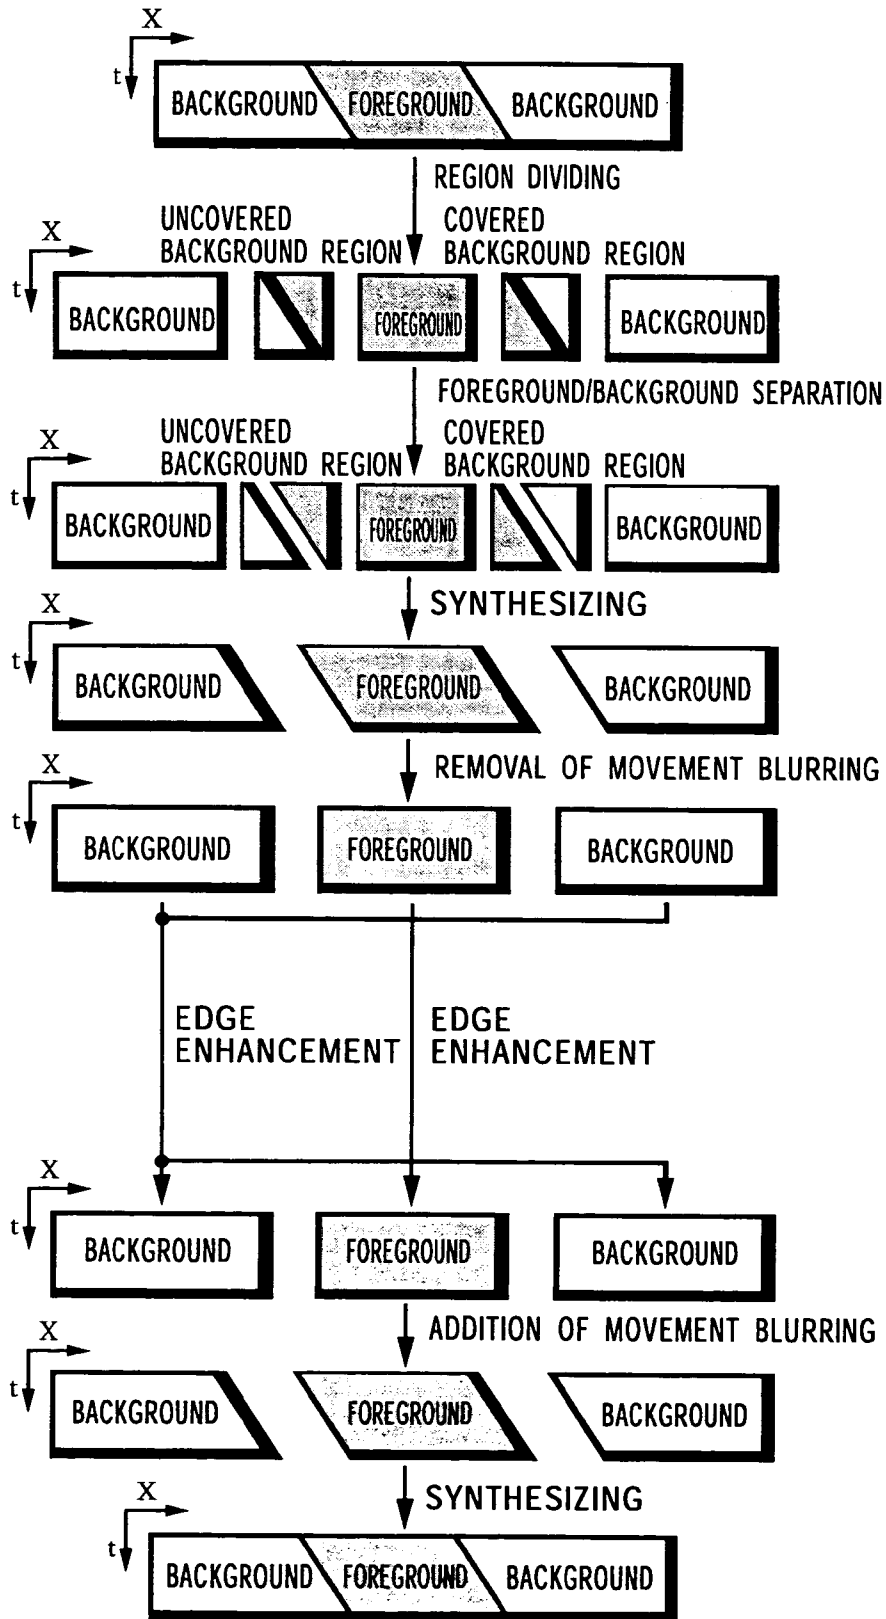 X
t
BACKGROUND FOREGROUND BACKGROUND
REGION DIVIDING
UNCOVERED
BACKGROUND REGION
COVERED
BACKGROUND REGION
X
t
BACKGROUND FOREGROUND BACKGROUND
FOREGROUND/BACKGROUND SEPARATION
UNCOVERED
BACKGROUND REGION
COVERED
BACKGROUND REGION
X
t
BACKGROUND FOREGROUND BACKGROUND
SYNTHESIZING
X
t
BACKGROUND FOREGROUND BACKGROUND
REMOVAL OF MOVEMENT BLURRING
X
t
BACKGROUND FOREGROUND BACKGROUND
EDGE
ENHANCEMENT
EDGE
ENHANCEMENT
X
t
BACKGROUND FOREGROUND BACKGROUND
ADDITION OF MOVEMENT BLURRING
X
t
BACKGROUND FOREGROUND BACKGROUND
SYNTHESIZING
X
t
BACKGROUND FOREGROUND BACKGROUND